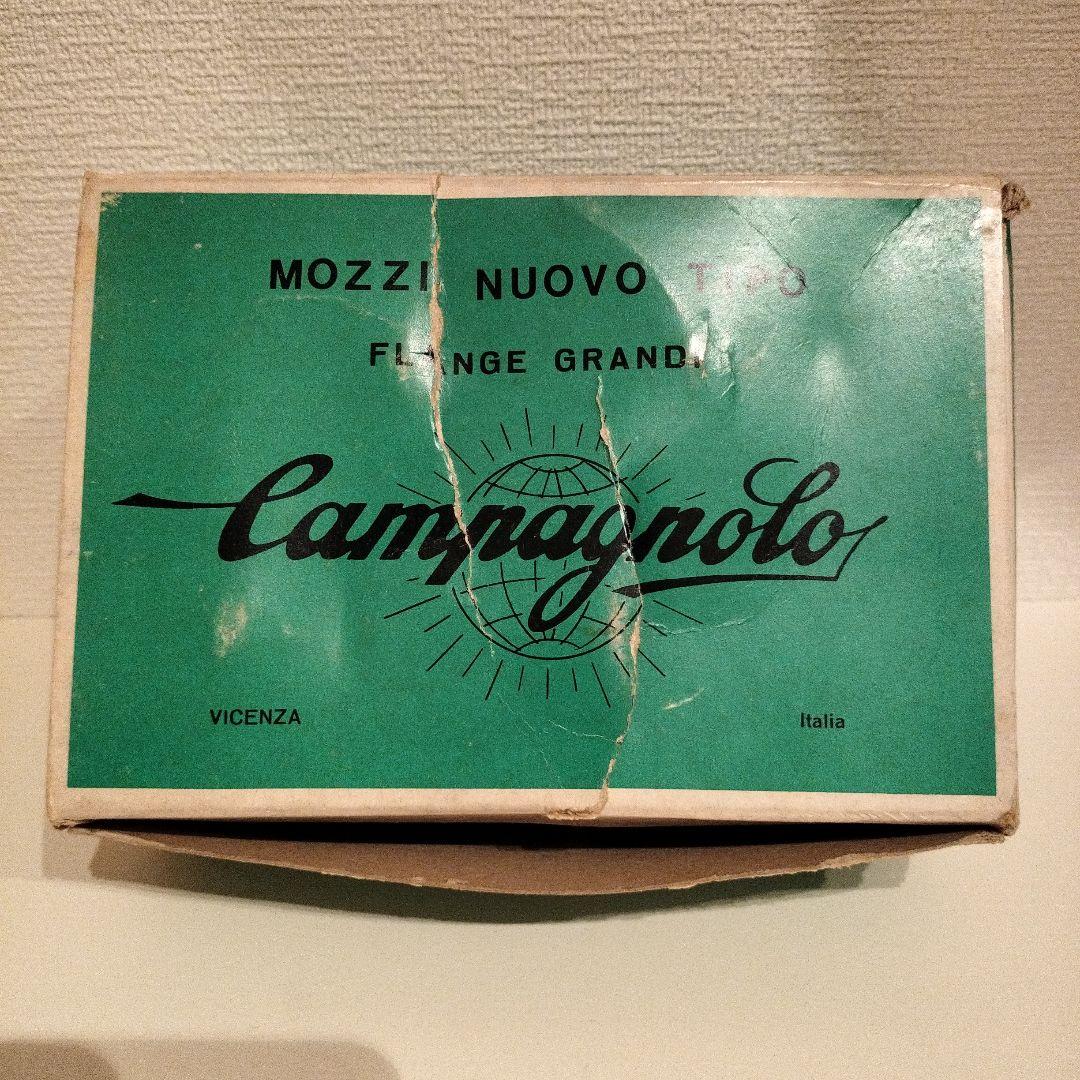 MOZZI NUOVO TIPO
FLANGE GRANDI
Campagnolo
VICENZA Italia